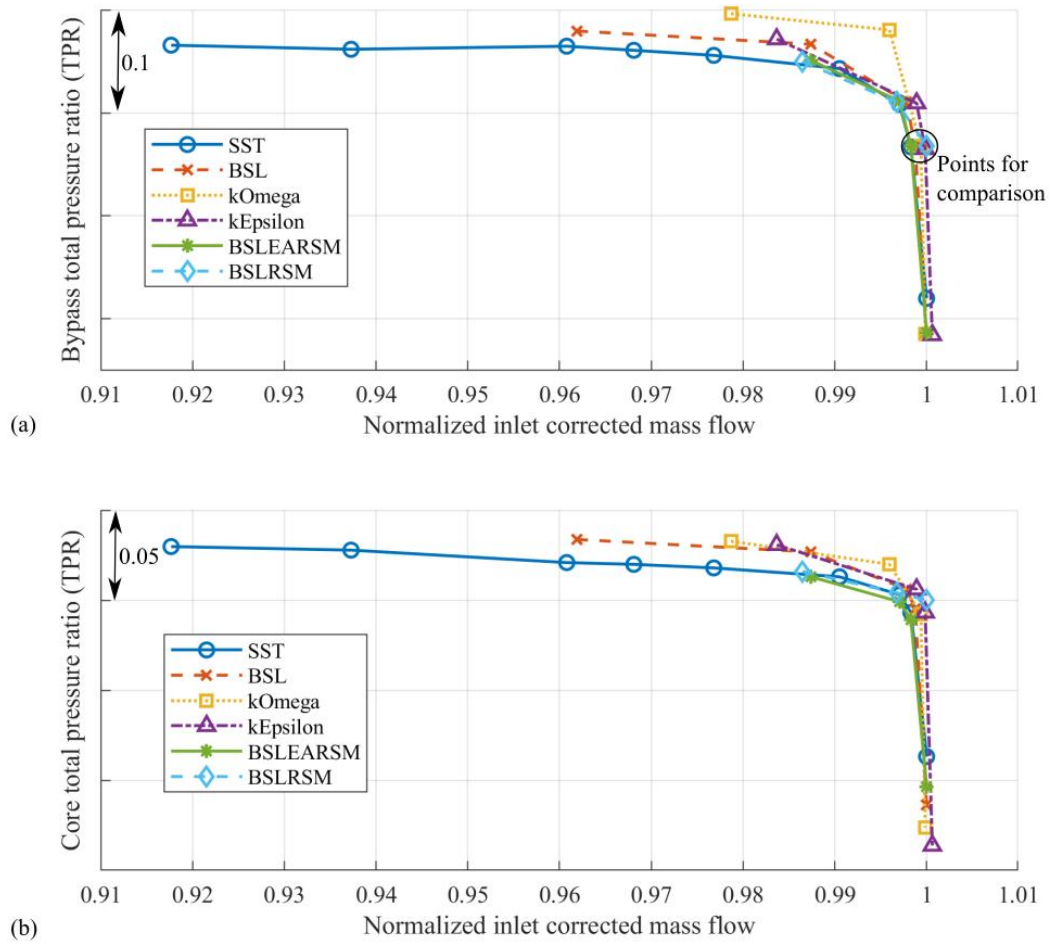 Bypass total pressure ratio (TPR)
0.1
SST
BSL
kOmega
kEpsilon
BSLEARSM
BSLRSM
Points for
comparison
0.91 0.92 0.93 0.94 0.95 0.96 0.97 0.98 0.99 1 1.01
(a)
Normalized inlet corrected mass flow
Core total pressure ratio (TPR)
0.05
SST
BSL
kOmega
kEpsilon
BSLEARSM
BSLRSM
0.91 0.92 0.93 0.94 0.95 0.96 0.97 0.98 0.99 1 1.01
(b)
Normalized inlet corrected mass flow